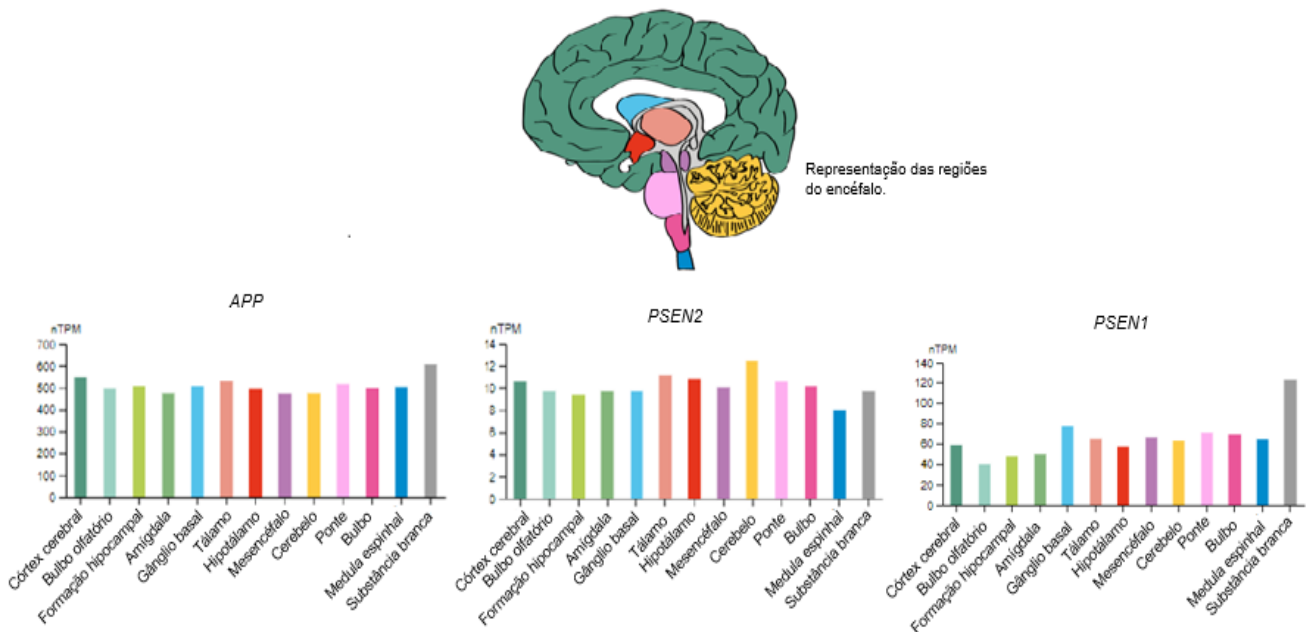 Representação das regiões
do encéfalo.
APP
nTPM
700
600
500
400
300
200
100
0
Córtex cerebral
Bulbo olfatório
Formação hipocampal
Amígdala
Gânglio basal
Tálamo
Hipotálamo
Mesencéfalo
Cerebelo
Ponte
Bulbo
Medula espinhal
Substância branca
PSEN2
nTPM
14
12
10
8
6
4
2
0
Córtex cerebral
Bulbo olfatório
Formação hipocampal
Amígdala
Gânglio basal
Tálamo
Hipotálamo
Mesencéfalo
Cerebelo
Ponte
Bulbo
Medula espinhal
Substância branca
PSEN1
nTPM
140
120
100
80
60
40
20
0
Córtex cerebral
Bulbo olfatório
Formação hipocampal
Amígdala
Gânglio basal
Tálamo
Hipotálamo
Mesencéfalo
Cerebelo
Ponte
Bulbo
Medula espinhal
Substância branca